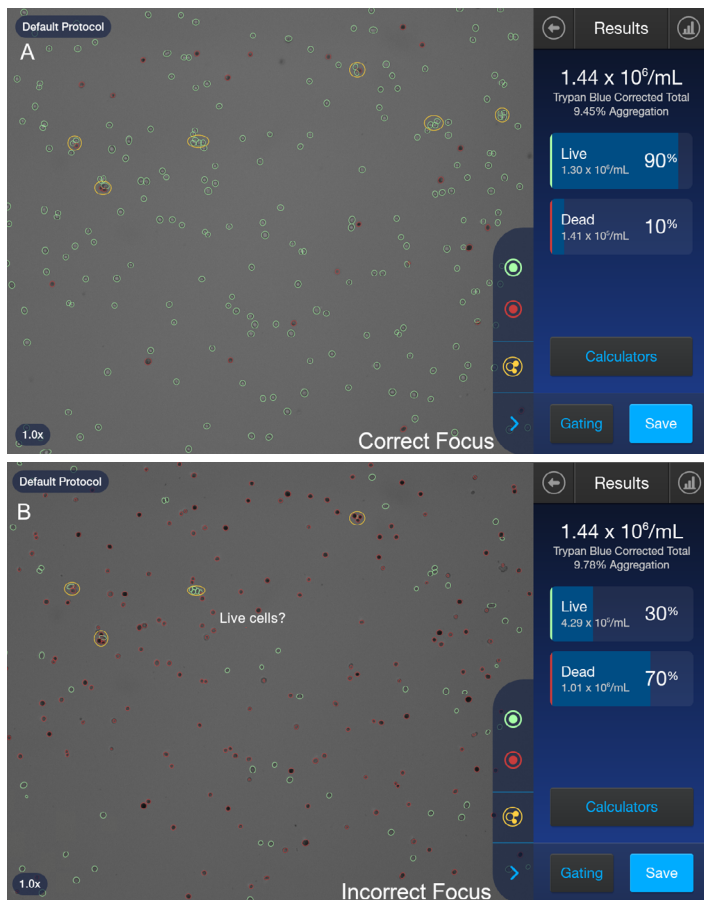 Default Protocol
A
1.0x
Correct Focus
Results
1.44 x 10⁶/mL
Trypan Blue Corrected Total
9.45% Aggregation
Live
1.30 x 10⁶/mL
90%
Dead
1.41 x 10⁵/mL
10%
Calculators
Gating
Save
Default Protocol
B
Live cells?
1.0x
Incorrect Focus
Results
1.44 x 10⁶/mL
Trypan Blue Corrected Total
9.78% Aggregation
Live
4.29 x 10⁵/mL
30%
Dead
1.01 x 10⁶/mL
70%
Calculators
Gating
Save